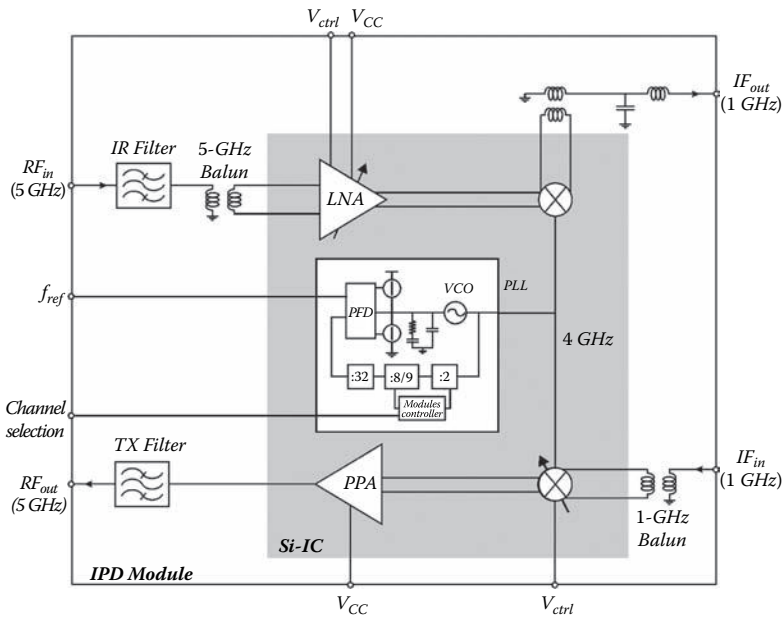 V_ctrl V_CC
IF_out
(1 GHz)
IR Filter
5-GHz
Balun
RF_in
(5 GHz)
LNA
f_ref
PFD
VCO
PLL
4 GHz
:32
:8/9
:2
Modules
controller
Channel
selection
TX Filter
RF_out
(5 GHz)
PPA
IF_in
(1 GHz)
1-GHz
Balun
Si-IC
IPD Module
V_CC
V_ctrl